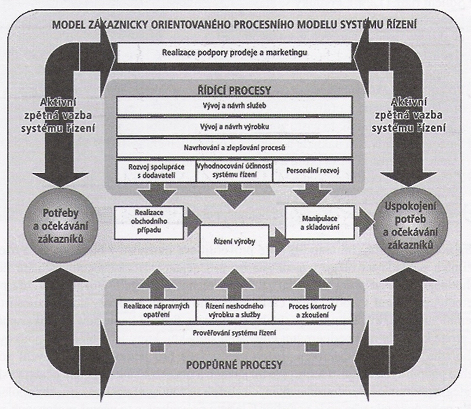 MODEL ZÁKAZNICKY ORIENTOVANÉHO PROCESNÍHO MODELU SYSTÉMU ŘÍZENÍ
Realizace podpory prodeje a marketingu
Aktivní
zpětná vazba
systému řízení
ŘÍDÍCÍ PROCESY
Vývoj a návrh služeb
Vývoj a návrh výrobku
Navrhování a zlepšování procesů
Rozvoj spolupráce
s dodavateli
Vyhodnocování účinnosti
systému řízení
Personální rozvoj
Aktivní
zpětná vazba
systému řízení
Potřeby
a očekávání
zákazníků
Realizace
obchodního
případu
Řízení výroby
Manipulace
a skladování
Uspokojení
potřeb
a očekávání
zákazníků
Realizace nápravných
opatření
Řízení neshodného
výrobku a služby
Proces kontroly
a zkoušení
Prověřování systému řízení
PODPŮRNÉ PROCESY